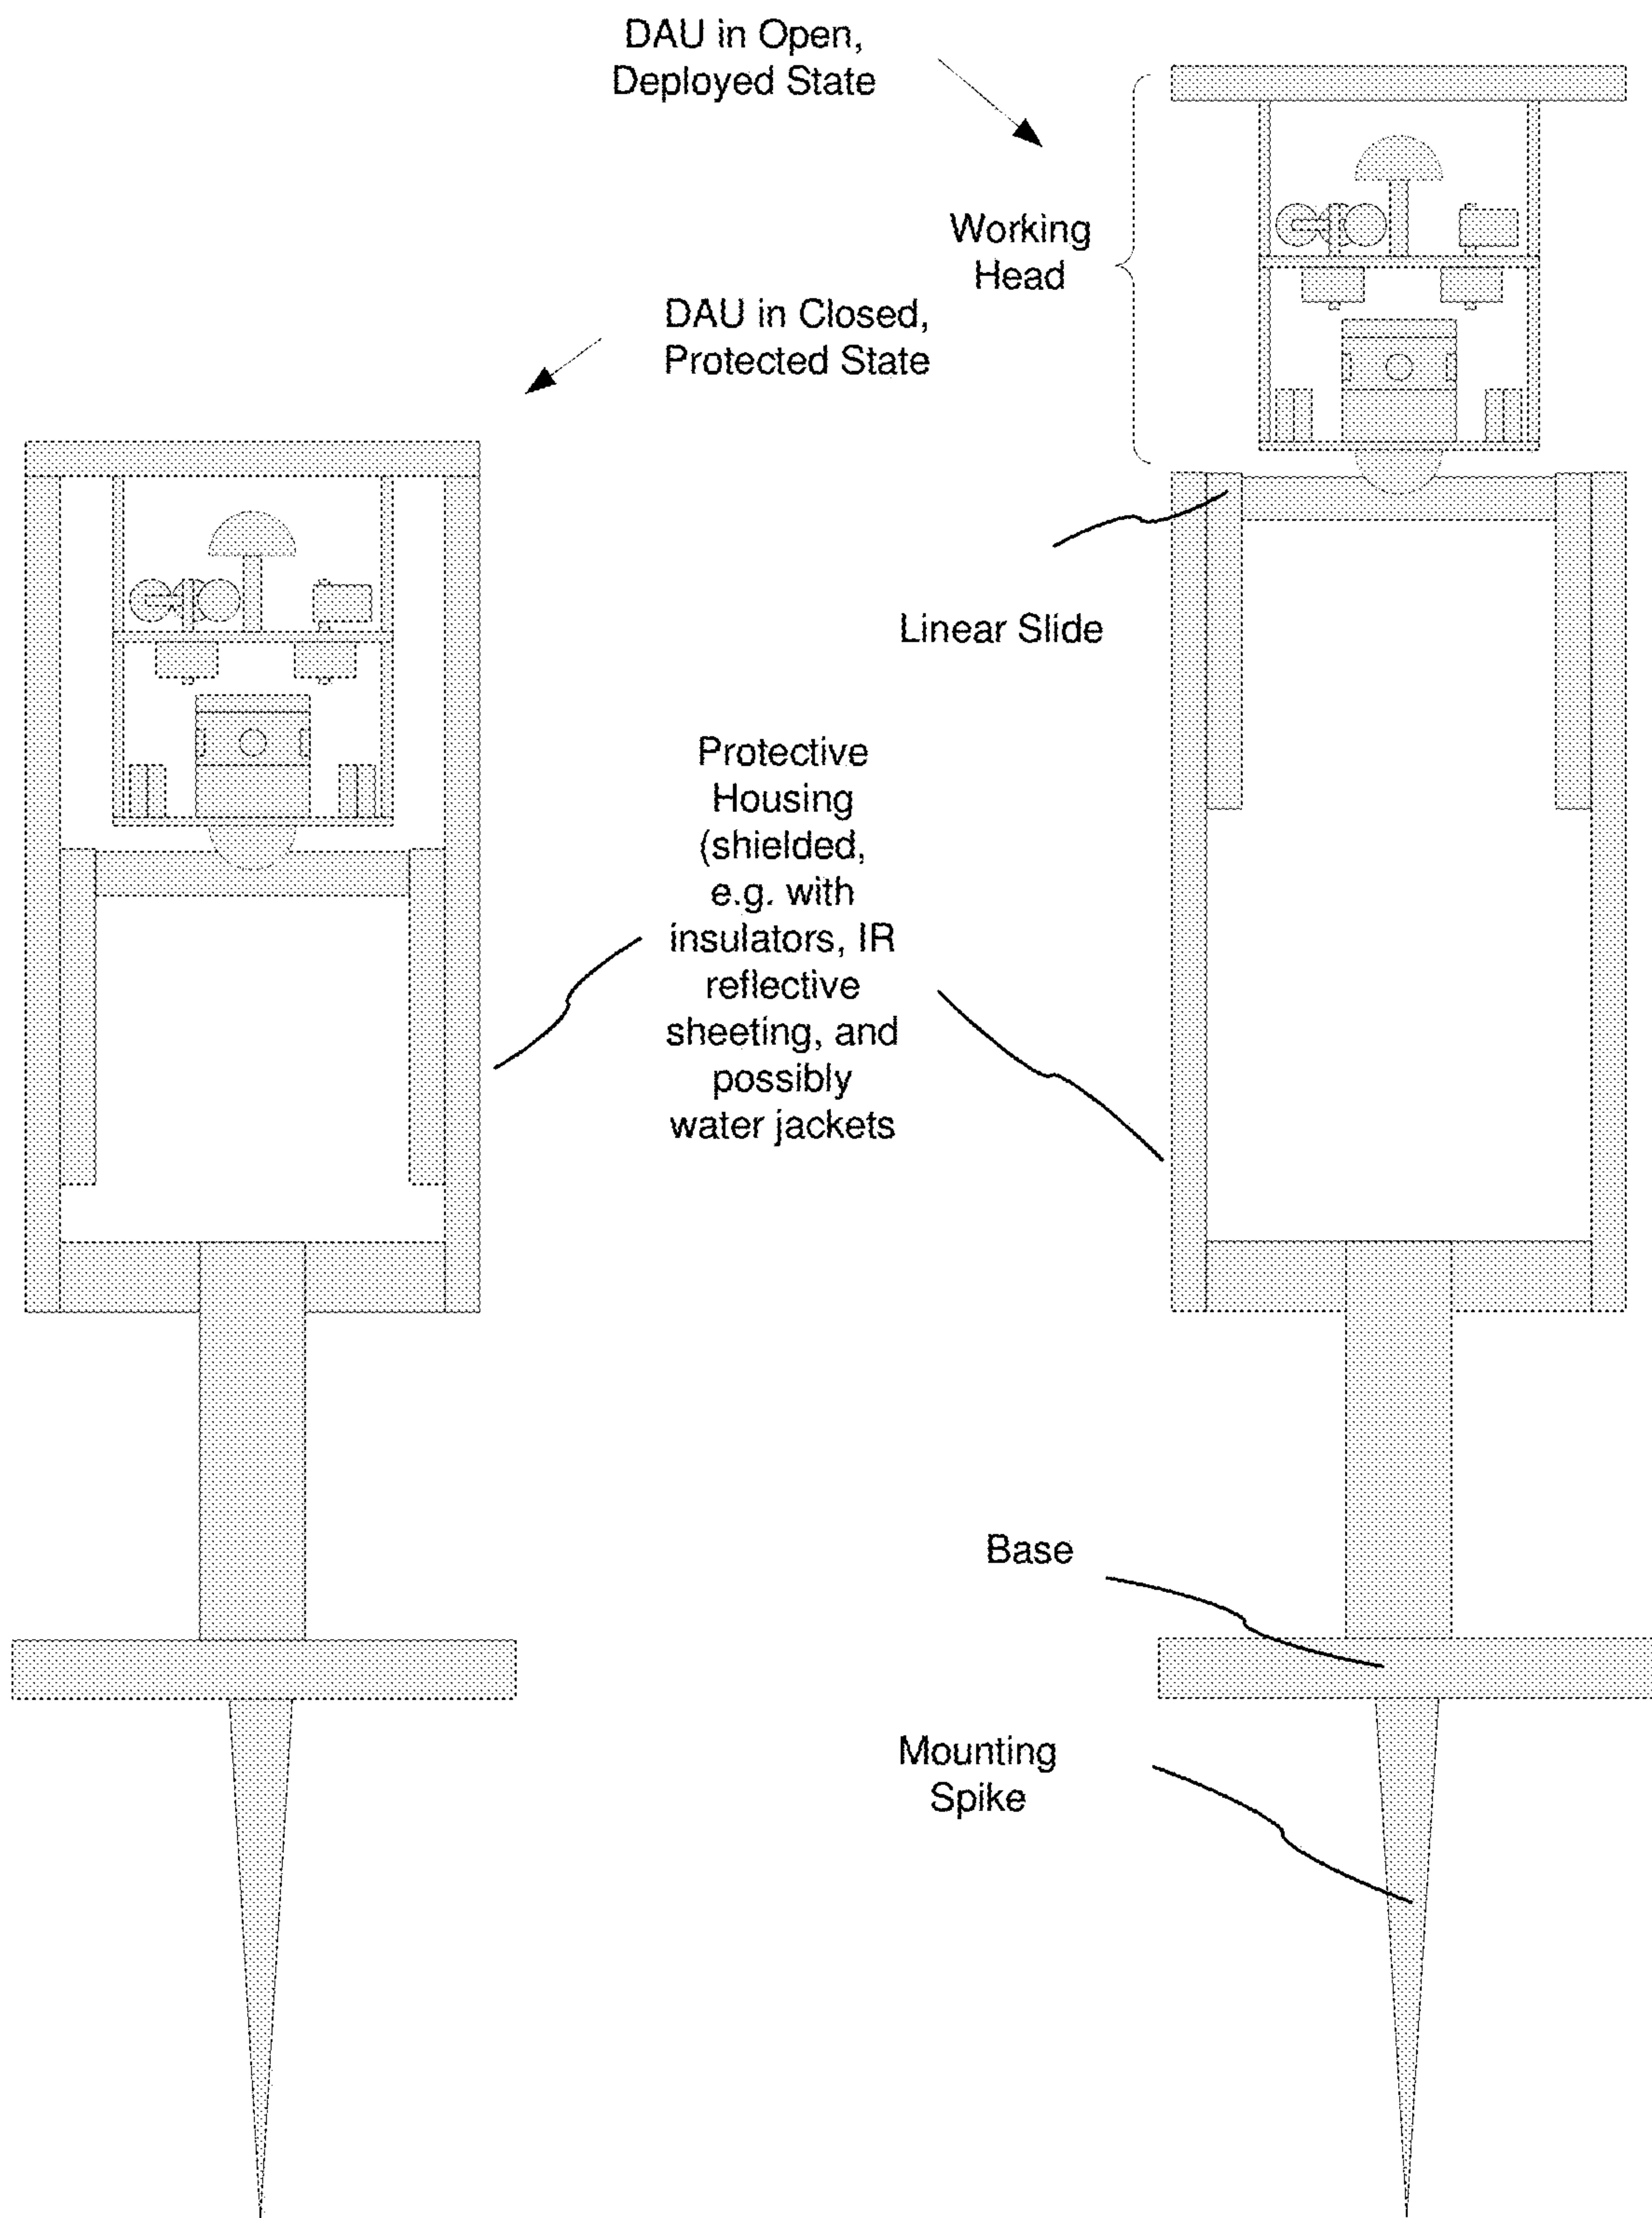 DAU in Open,
Deployed State
Working
Head
DAU in Closed,
Protected State
Linear Slide
Protective
Housing
(shielded,
e.g. with
insulators, IR
reflective
sheeting, and
possibly
water jackets
Base
Mounting
Spike